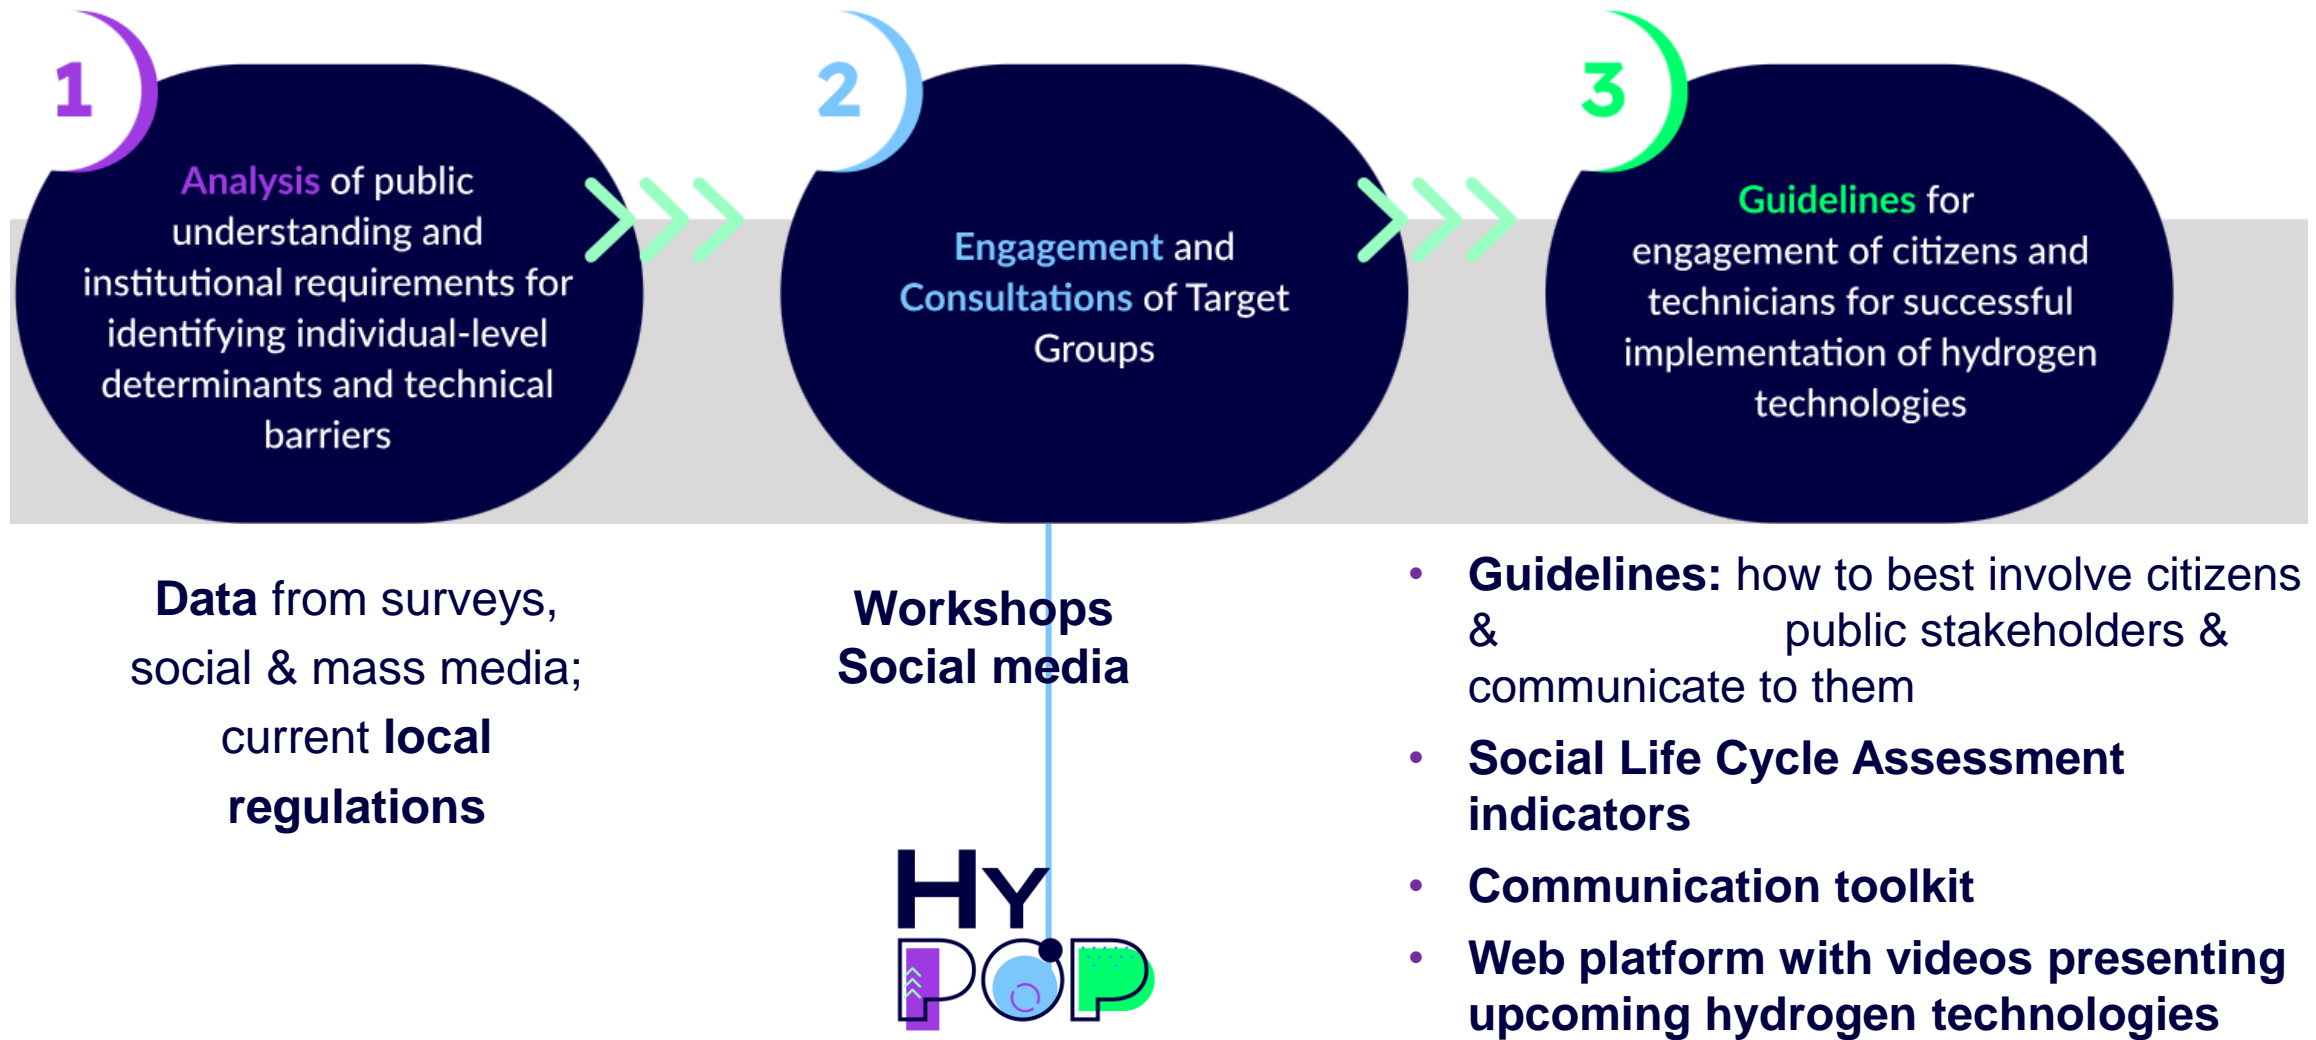 1
Analysis of public
understanding and
institutional requirements for
identifying individual-level
determinants and technical
barriers
2
Engagement and
Consultations of Target
Groups
3
Guidelines for
engagement of citizens and
technicians for successful
implementation of hydrogen
technologies
Data from surveys,
social & mass media;
current local
regulations
Workshops
Social media
HY
POP
• Guidelines: how to best involve citizens
& public stakeholders &
communicate to them
• Social Life Cycle Assessment
indicators
• Communication toolkit
• Web platform with videos presenting
upcoming hydrogen technologies